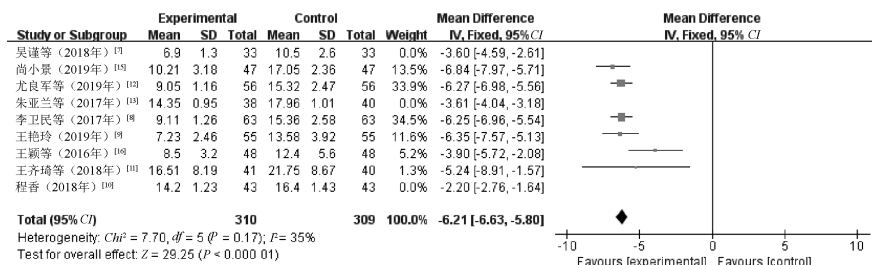 Experimental Control Mean Difference Mean Difference
Study or Subgroup Mean SD Total Mean SD Total Weight IV, Fixed, 95%CI IV, Fixed, 95%CI
吴谨等（2018年）[7] 6.9 1.3 33 10.5 2.6 33 0.0% -3.60 [-4.59, -2.61]
尚小景（2019年）[15] 10.21 3.18 47 17.05 2.36 47 13.5% -6.84 [-7.97, -5.71]
尤良军等（2019年）[12] 9.05 1.16 56 15.32 2.47 56 0.0% -6.27 [-6.98, -5.56]
朱亚兰等（2017年）[13] 14.35 0.95 38 17.96 1.01 40 0.0% -3.61 [-4.04, -3.18]
李卫民等（2017年）[8] 9.11 1.26 63 15.36 2.58 63 34.5% -6.25 [-6.96, -5.54]
王艳玲（2019年）[9] 7.23 2.46 55 13.58 3.92 55 11.6% -6.35 [-7.57, -5.13]
王颖等（2016年）[16] 8.5 3.2 48 12.4 5.6 48 5.2% -3.90 [-5.72, -2.08]
王齐琦等（2018年）[11] 16.51 8.19 41 21.75 8.67 40 0.0% -5.24 [-8.91, -1.57]
程香（2018年）[10] 14.2 1.23 43 16.4 1.43 43 0.0% -2.20 [-2.76, -1.64]
Total (95% CI) 310 309 100.0% -6.21 [-6.63, -5.80]
Heterogeneity: Chi² = 7.70, df = 5 (P = 0.17); I²= 35%
Test for overall effect: Z = 29.25 (P < 0.000 01)
-10 -5 0 5 10
Favours [experimental] Favours [control]